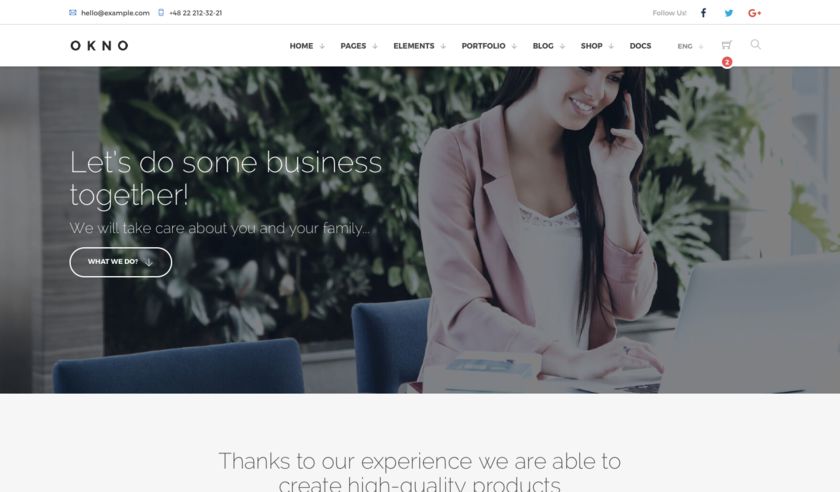 hello@example.com +48 22 212-32-21 Follow Us!
OKNO HOME PAGES ELEMENTS PORTFOLIO BLOG SHOP DOCS ENG
2
Let's do some business
together!
We will take care about you and your family...
WHAT WE DO?
Thanks to our experience we are able to
create high-quality products